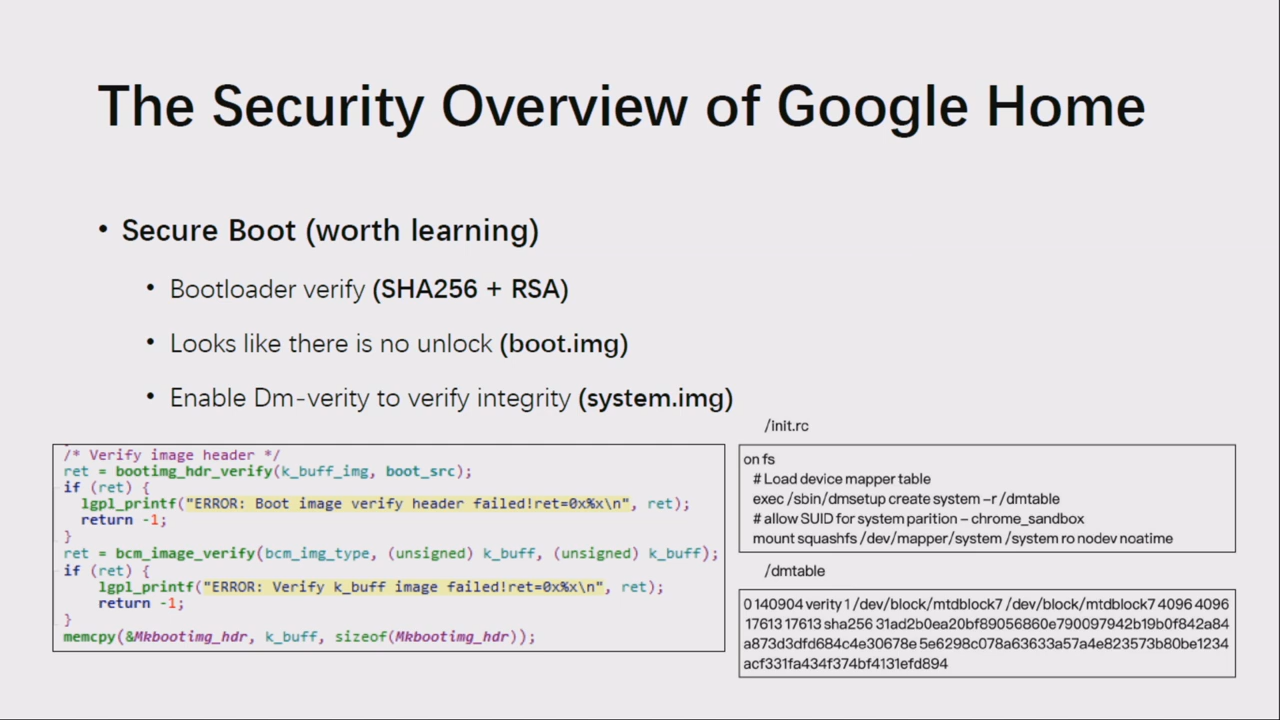 The Security Overview of Google Home
• Secure Boot (worth learning)
• Bootloader verify (SHA256 + RSA)
• Looks like there is no unlock (boot.img)
• Enable Dm-verity to verify integrity (system.img)
/* Verify image header */
ret = bootimg_hdr_verify(k_buff_img, boot_src);
if (ret) {
lgpl_printf("ERROR: Boot image verify header failed!ret=0x%x\n", ret);
return -1;
}
ret = bcm_image_verify(bcm_img_type, (unsigned) k_buff, (unsigned) k_buff);
if (ret) {
lgpl_printf("ERROR: Verify k_buff image failed!ret=0x%x\n", ret);
return -1;
}
memcpy(&Mkbootimg_hdr, k_buff, sizeof(Mkbootimg_hdr));
/init.rc
on fs
# Load device mapper table
exec /sbin/dmsetup create system –r /dmtable
# allow SUID for system parition – chrome_sandbox
mount squashfs /dev/mapper/system /system ro nodev noatime
/dmtable
0 140904 verity 1 /dev/block/mtdblock7 /dev/block/mtdblock7 4096 4096
17613 17613 sha256 31ad2b0ea20bf89056860e790097942b19b0f842a84
a873d3dfd684c4e30678e 5e6298c078a63633a57a4e823573b80be1234
acf331fa434f374bf4131efd894